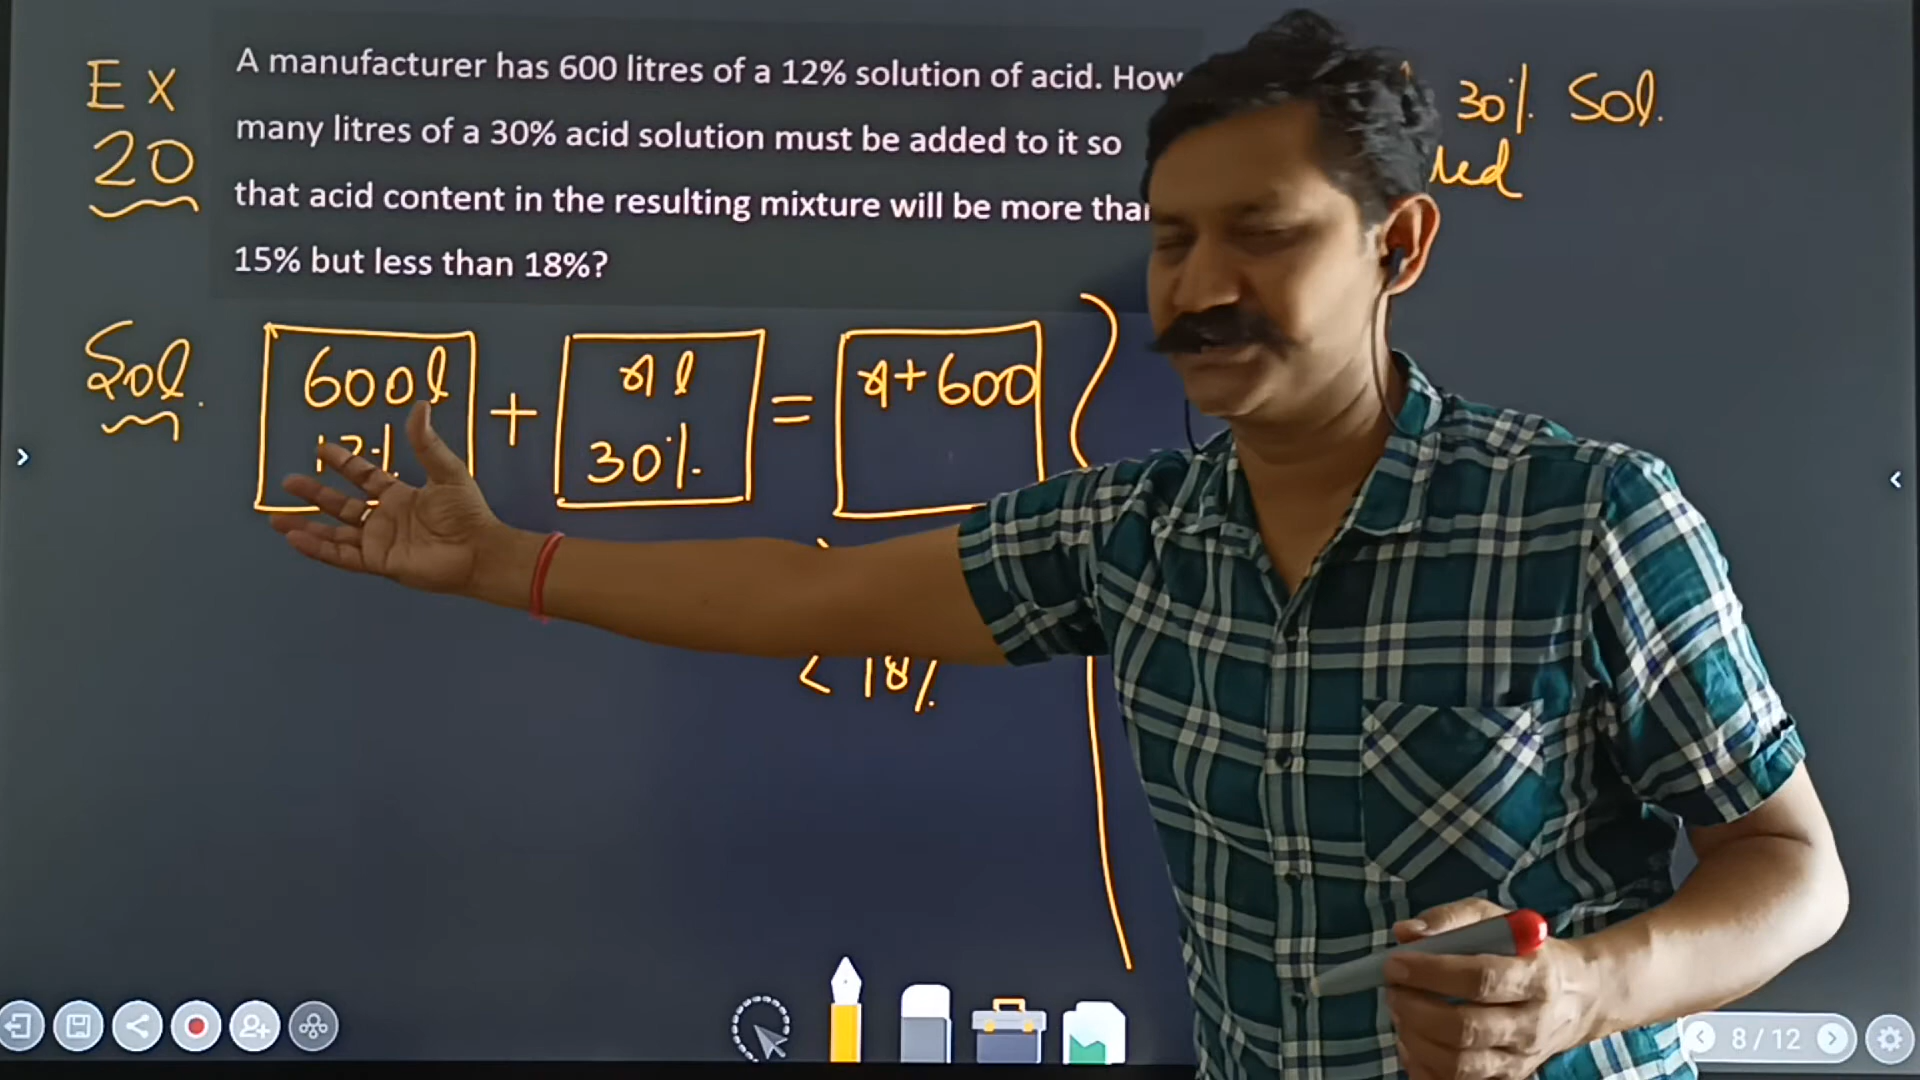 Ex
20
A manufacturer has 600 litres of a 12% solution of acid. How
many litres of a 30% acid solution must be added to it so
that acid content in the resulting mixture will be more than
15% but less than 18%?
30% Sol.
Sol.
600 l + x l = x + 600
12% 30%
< 18%
8 / 12